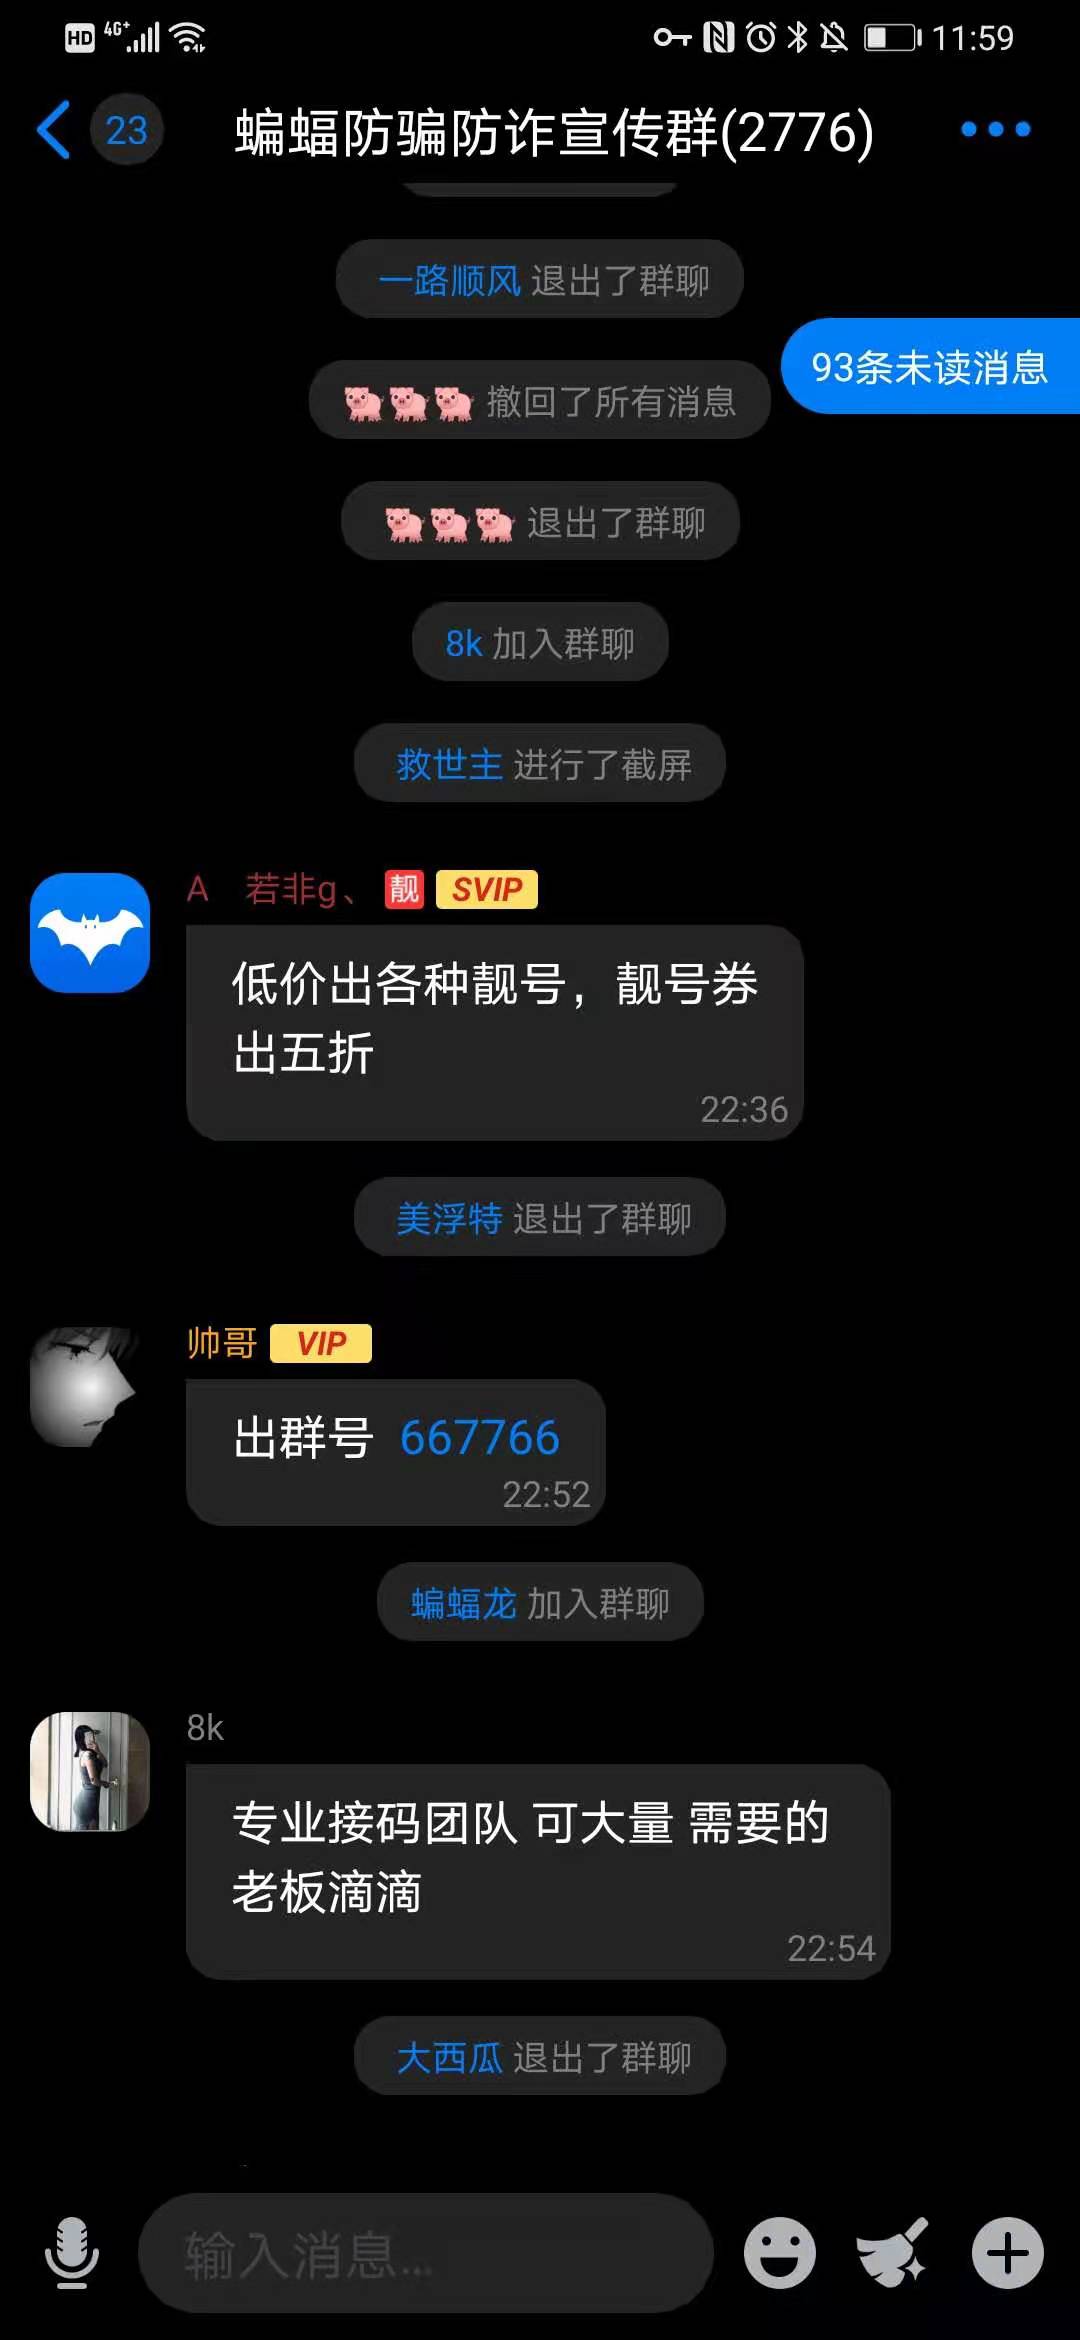 HD 4G+ 11:59
23 蝙蝠防骗防诈宣传群(2776)
一路顺风 退出了群聊
93条未读消息
撤回了所有消息
退出了群聊
8k 加入群聊
救世主 进行了截屏
A 若非g、 靓 SVIP
低价出各种靓号，靓号券
出五折
22:36
美浮特 退出了群聊
帅哥 VIP
出群号 667766
22:52
蝙蝠龙 加入群聊
8k
专业接码团队 可大量 需要的
老板滴滴
22:54
大西瓜 退出了群聊
输入消息...